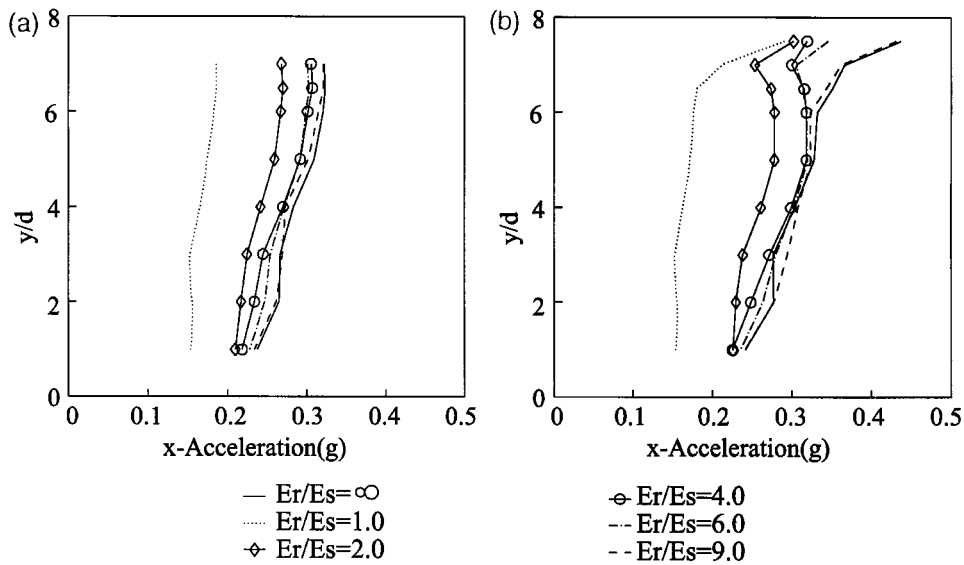 (a)
8
6
4
2
0
y/d
0 0.1 0.2 0.3 0.4 0.5
x-Acceleration(g)
(b)
8
6
4
2
0
y/d
0 0.1 0.2 0.3 0.4 0.5
x-Acceleration(g)
Er/Es=∞
Er/Es=1.0
Er/Es=2.0
Er/Es=4.0
Er/Es=6.0
Er/Es=9.0